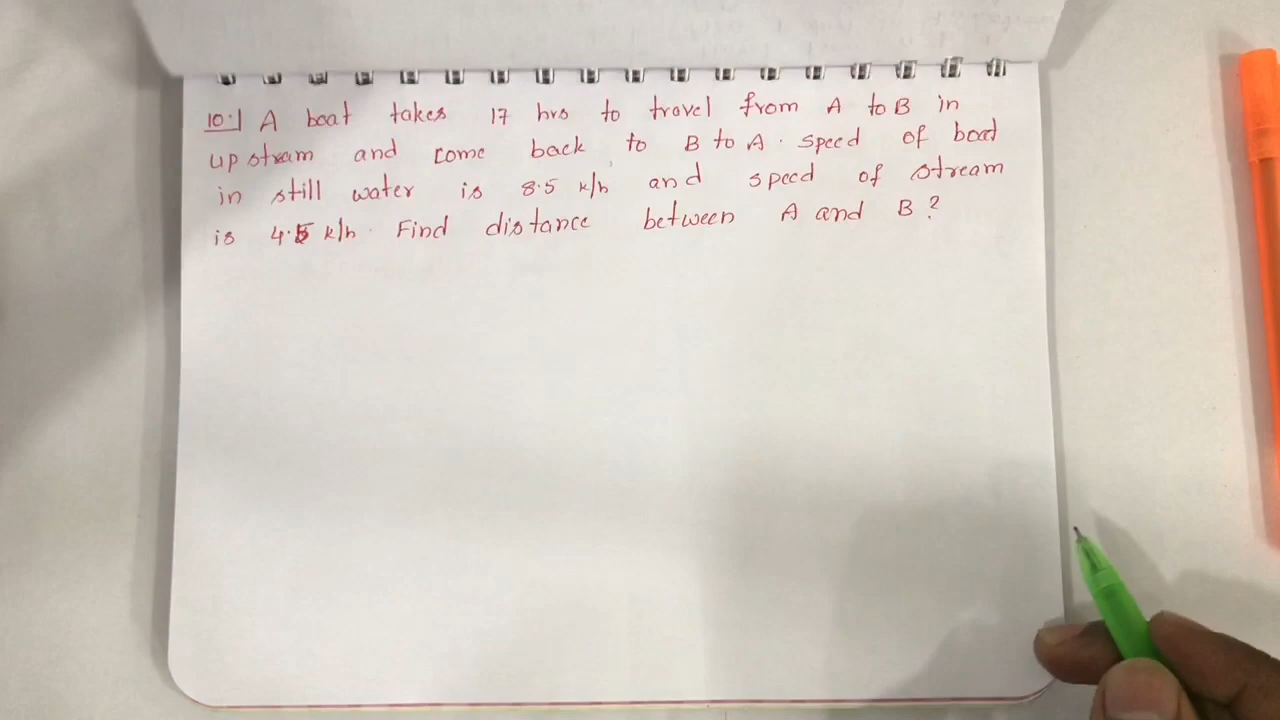 10.] A boat takes 17 hrs to travel from A to B in
upstream and come back to B to A. speed of boat
in still water is 8.5 k/h and speed of stream
is 4.5 k/h. Find distance between A and B?